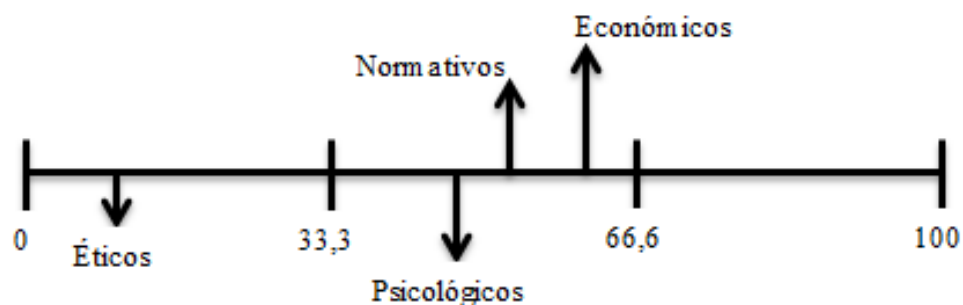 Económicos
Normativos
0
33,3
66,6
100
Éticos
Psicológicos